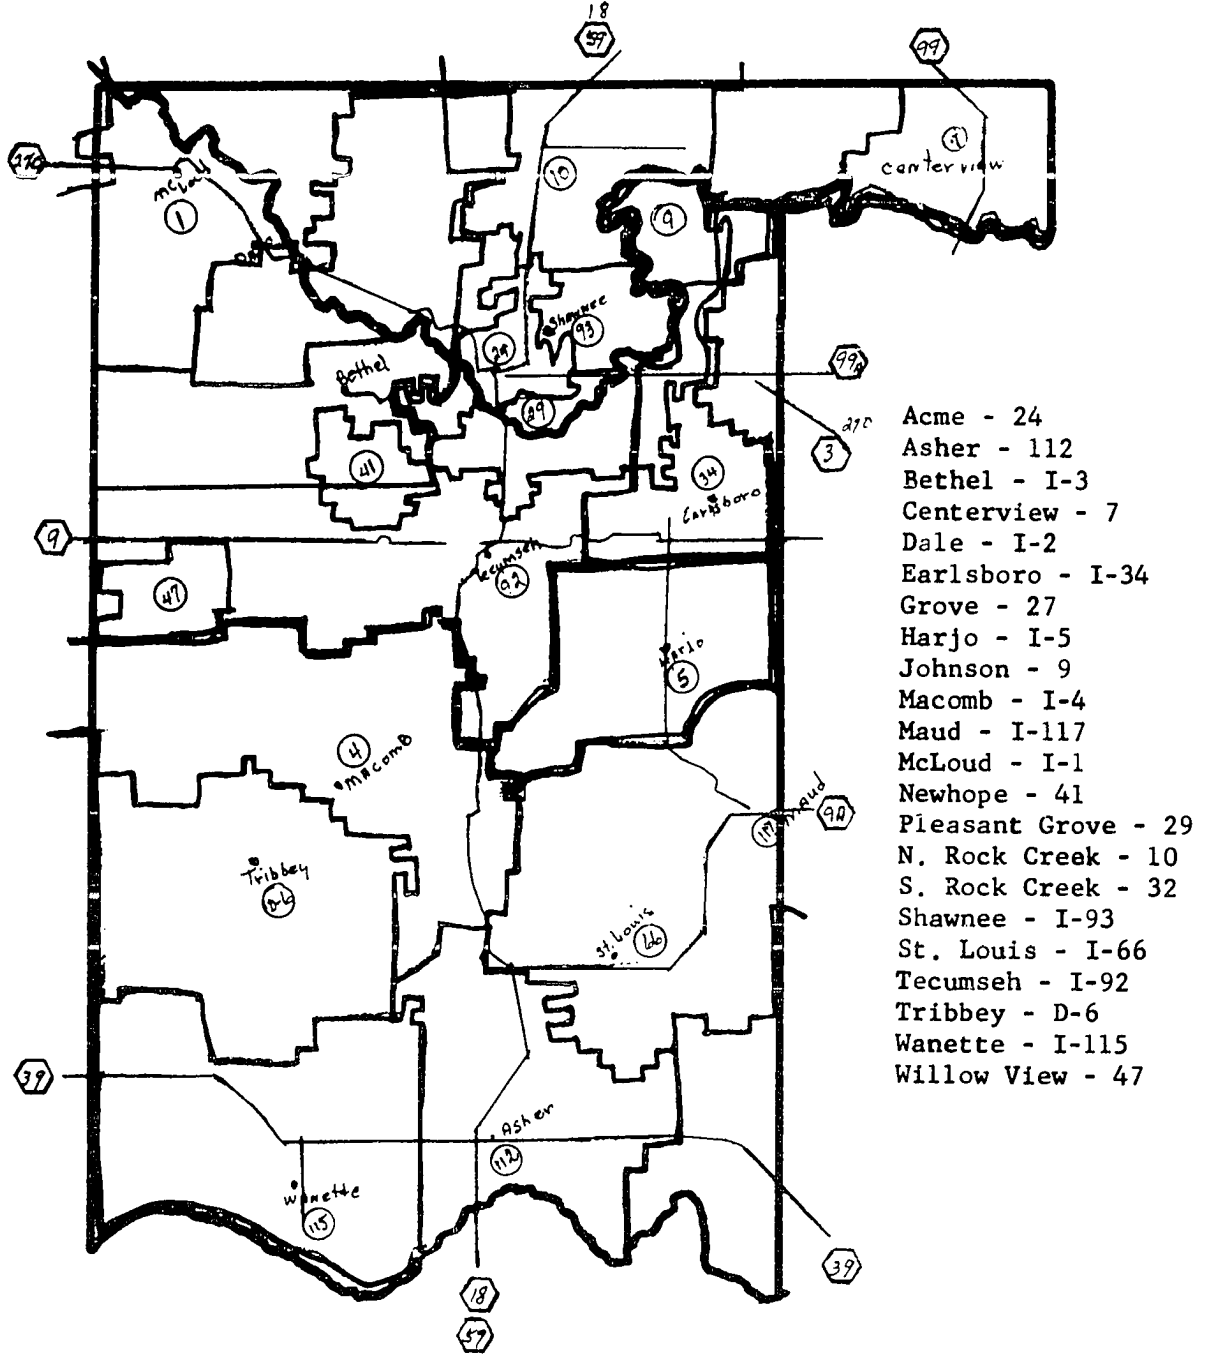 18
59
99
270
McLoud
1
10
9
7
Centerview
Dale
Shawnee
93
Bethel
29
99A
270
3
41
34
Earlsboro
9
Tecumseh
92
47
Harjo
5
4
Macomb
Maud
117
9A
Tribbey
D-6
St. Louis
66
39
Asher
112
Wanette
115
39
18
59
Acme - 24
Asher - 112
Bethel - I-3
Centerview - 7
Dale - I-2
Earlsboro - I-34
Grove - 27
Harjo - I-5
Johnson - 9
Macomb - I-4
Maud - I-117
McLoud - I-1
Newhope - 41
Pleasant Grove - 29
N. Rock Creek - 10
S. Rock Creek - 32
Shawnee - I-93
St. Louis - I-66
Tecumseh - I-92
Tribbey - D-6
Wanette - I-115
Willow View - 47